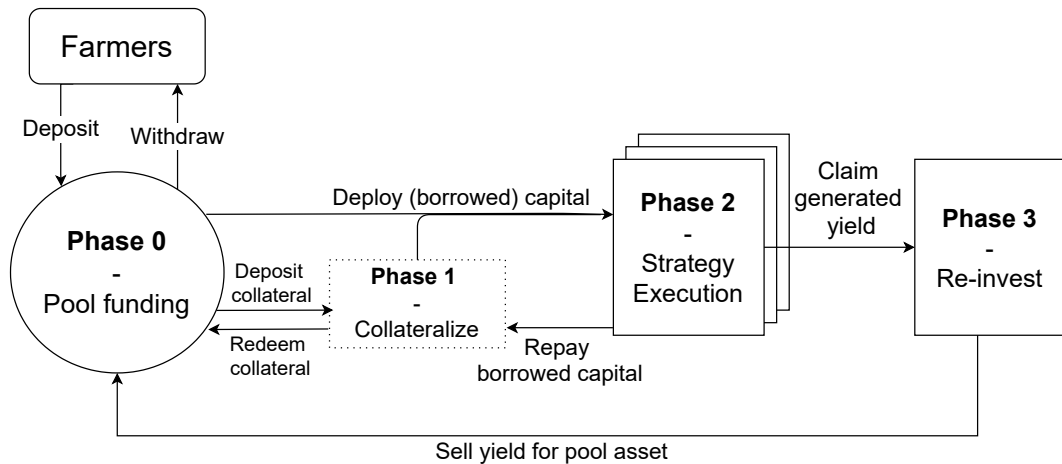 Farmers
Deposit
Withdraw
Phase 0
-
Pool funding
Deploy (borrowed) capital
Deposit
collateral
Phase 1
-
Collateralize
Redeem
collateral
Repay
borrowed capital
Phase 2
-
Strategy
Execution
Claim
generated
yield
Phase 3
-
Re-invest
Sell yield for pool asset